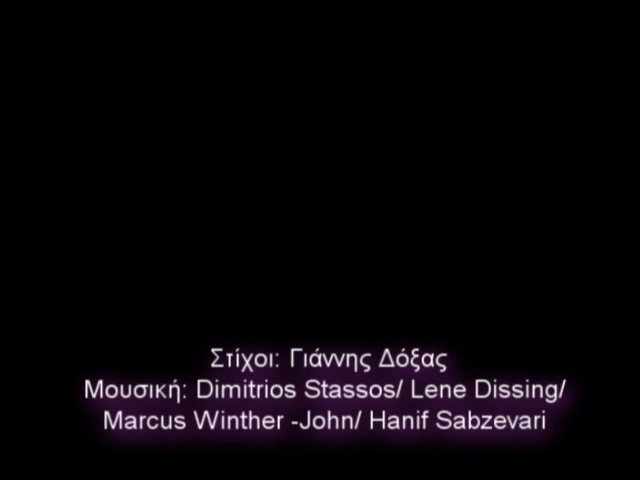 Στίχοι: Γιάννης Δόξας
Μουσική: Dimitrios Stassos/ Lene Dissing/
Marcus Winther -John/ Hanif Sabzevari